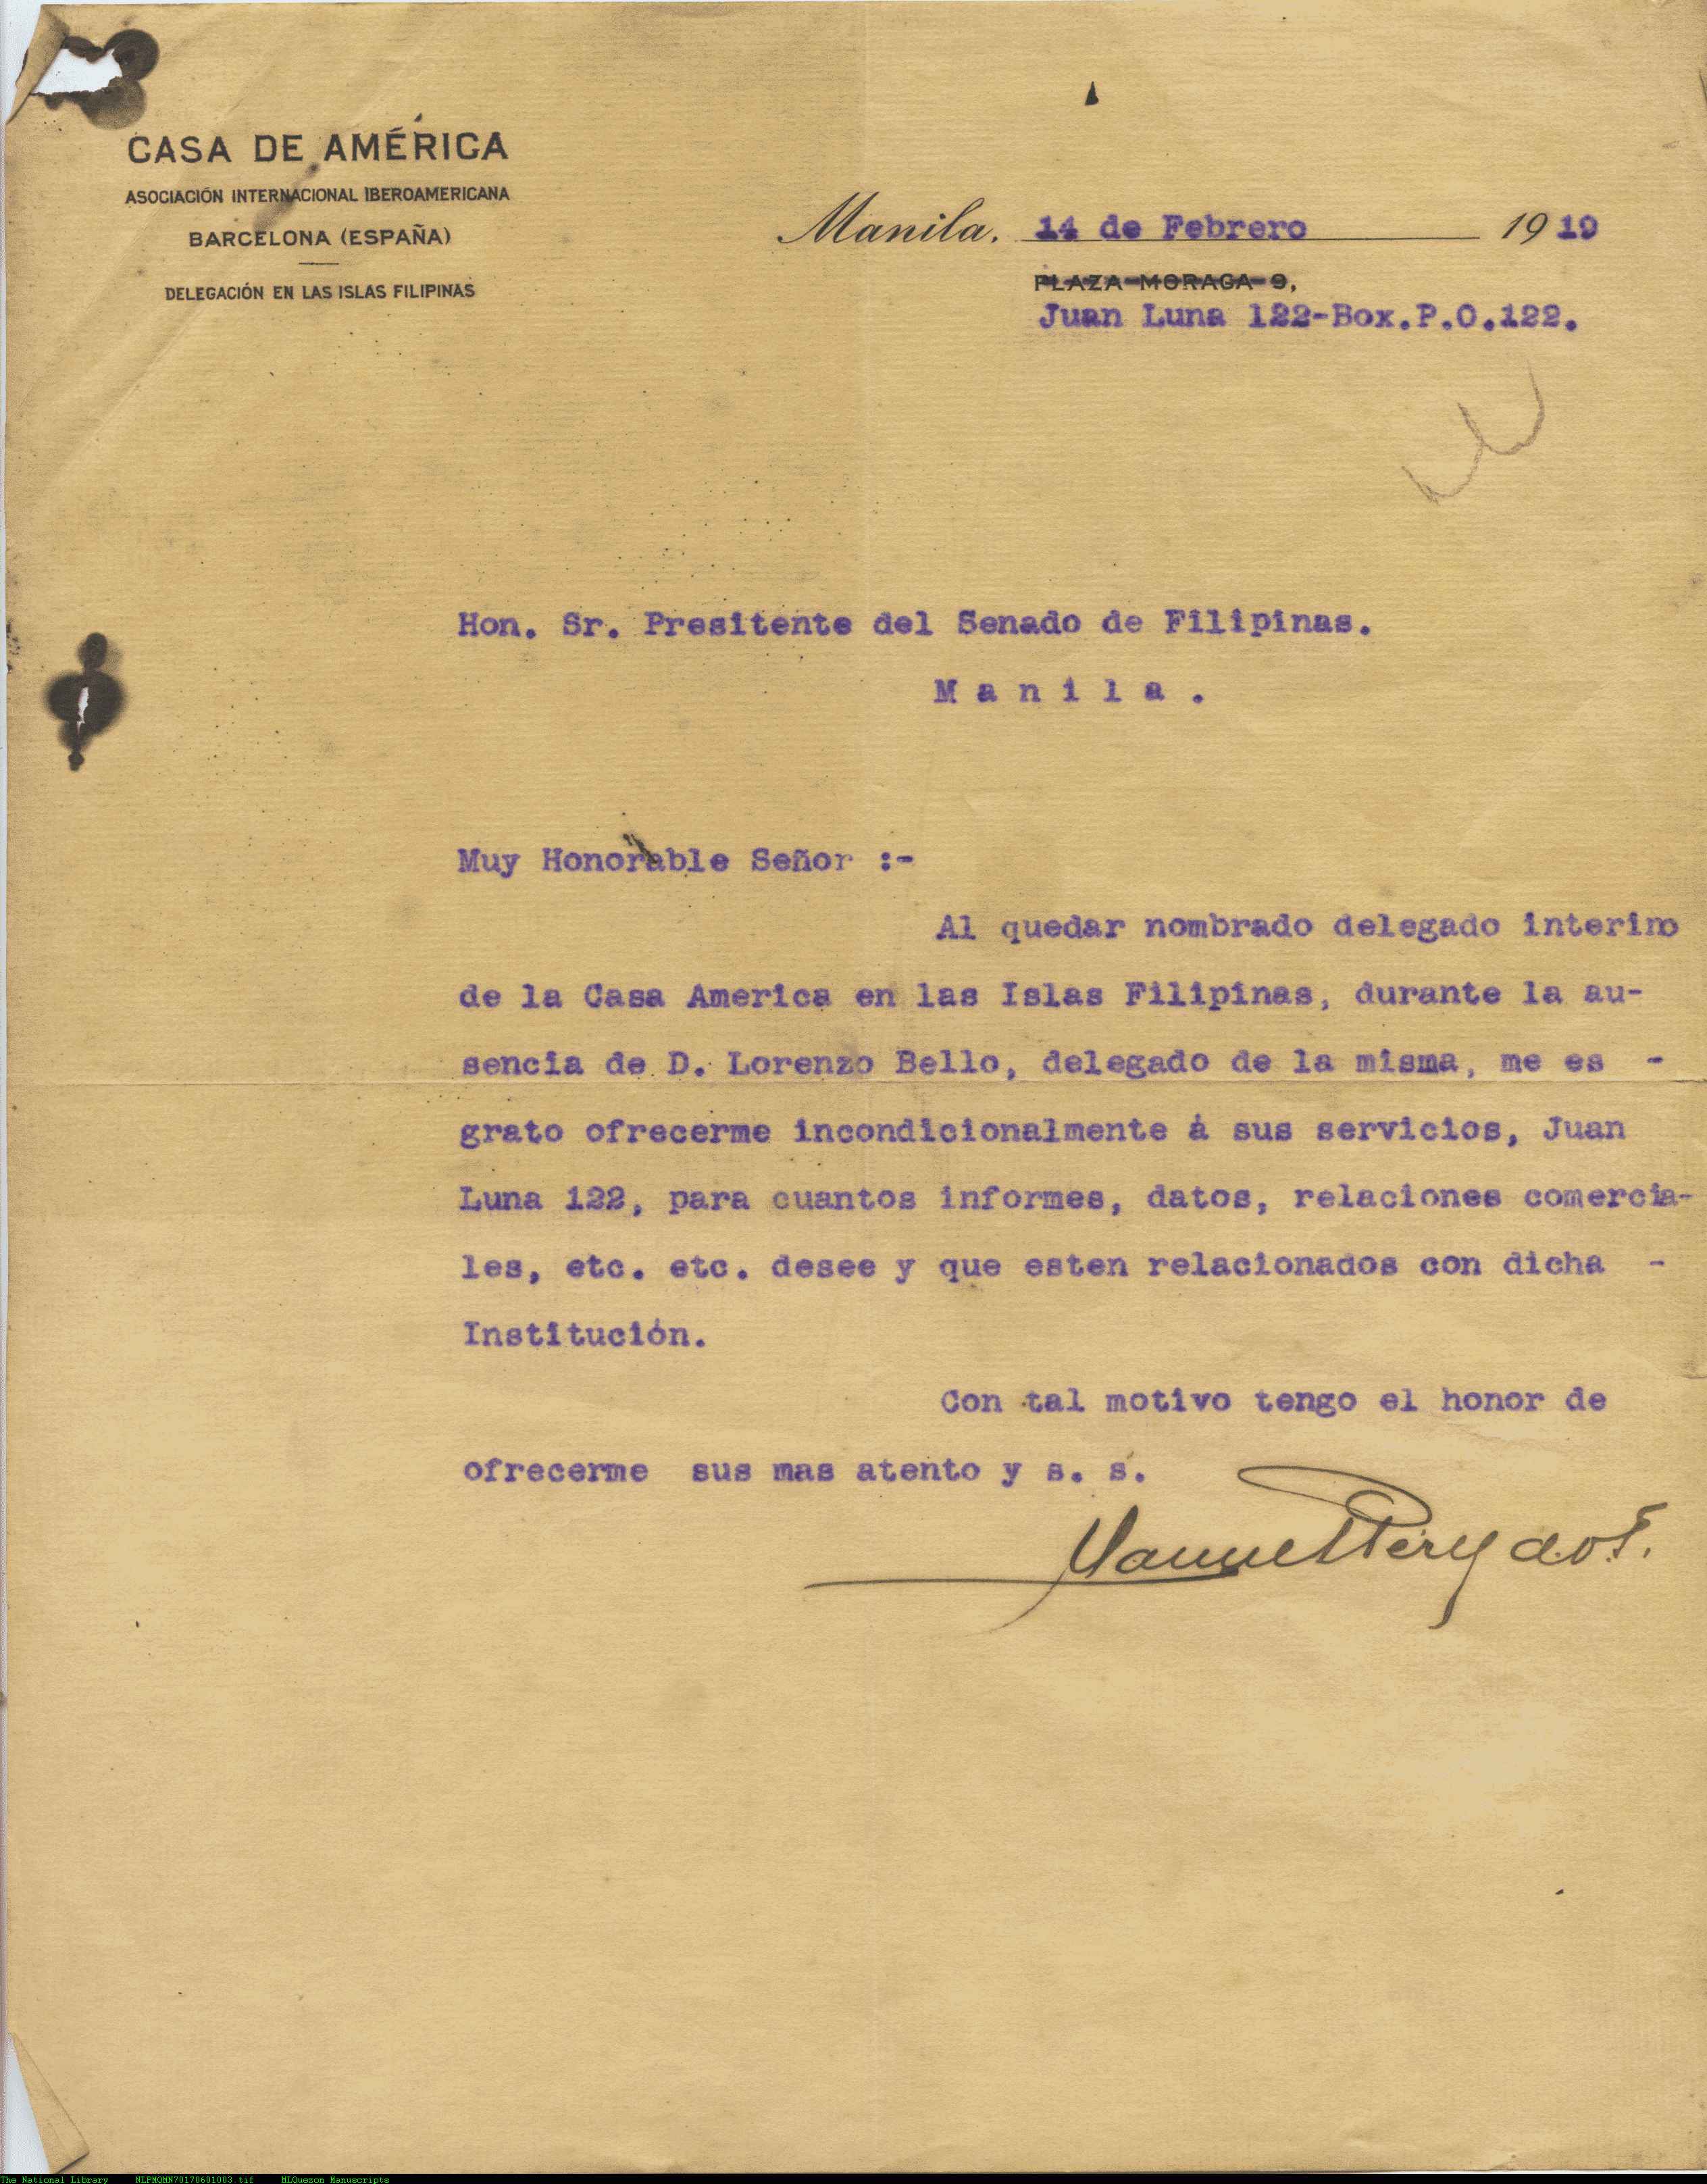 CASA DE AMÉRICA
ASOCIACIÓN INTERNACIONAL IBEROAMERICANA
BARCELONA (ESPAÑA)
DELEGACIÓN EN LAS ISLAS FILIPINAS
Manila. 14 de Febrero 19 19
PLAZA MORAGA 9,
Juan Luna 122-Box.P.O.122.
Hon. Sr. Presitente del Senado de Filipinas.
Manila.
Muy Honorable Señor :-
Al quedar nombrado delegado interino
de la Casa America en las Islas Filipinas, durante la au-
sencia de D. Lorenzo Bello, delegado de la misma, me es -
grato ofrecerme incondicionalmente á sus servicios, Juan
Luna 122, para cuantos informes, datos, relaciones comercia-
les, etc. etc. desee y que esten relacionados con dicha -
Institución.
Con tal motivo tengo el honor de
ofrecerme sus mas atento y s. s.
Manuel
The National Library NLPMQMN70170601003.tif MLQuezon Manuscripts